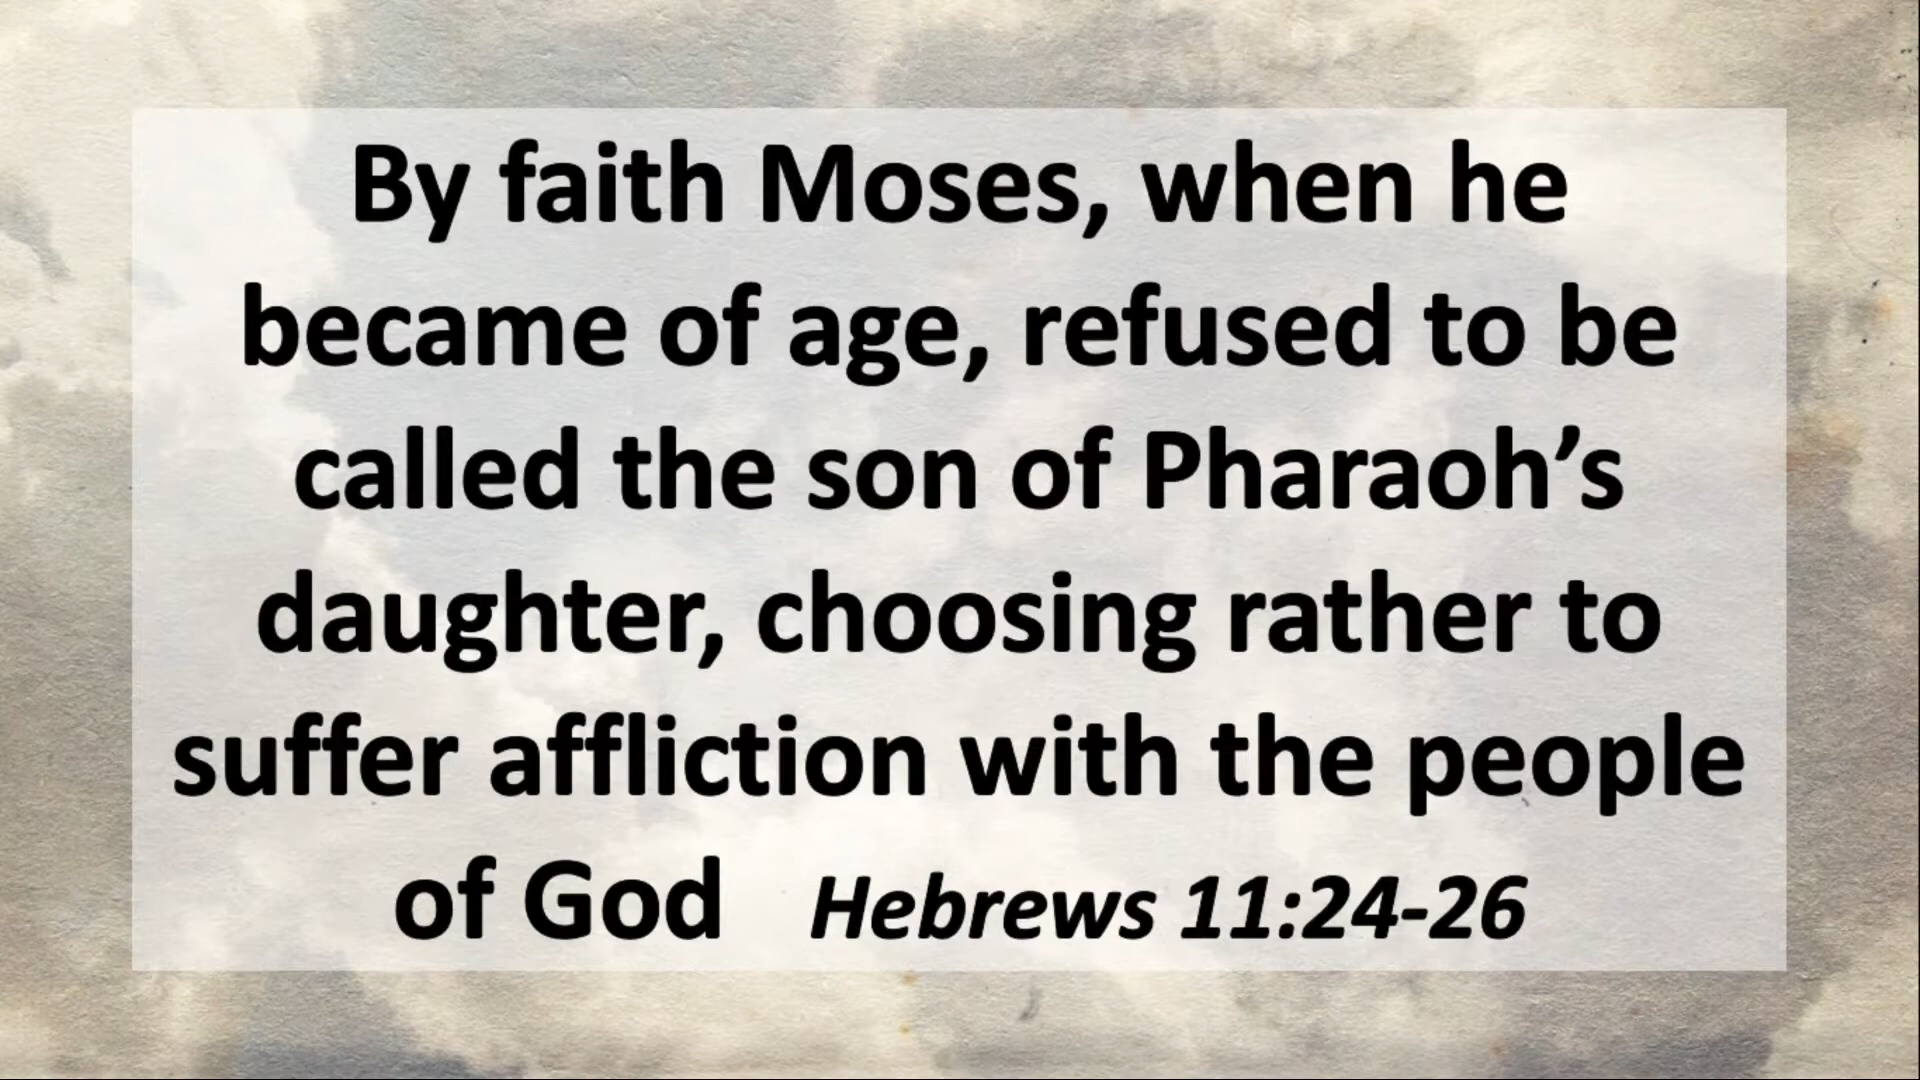 By faith Moses, when he
became of age, refused to be
called the son of Pharaoh’s
daughter, choosing rather to
suffer affliction with the people
of God Hebrews 11:24-26